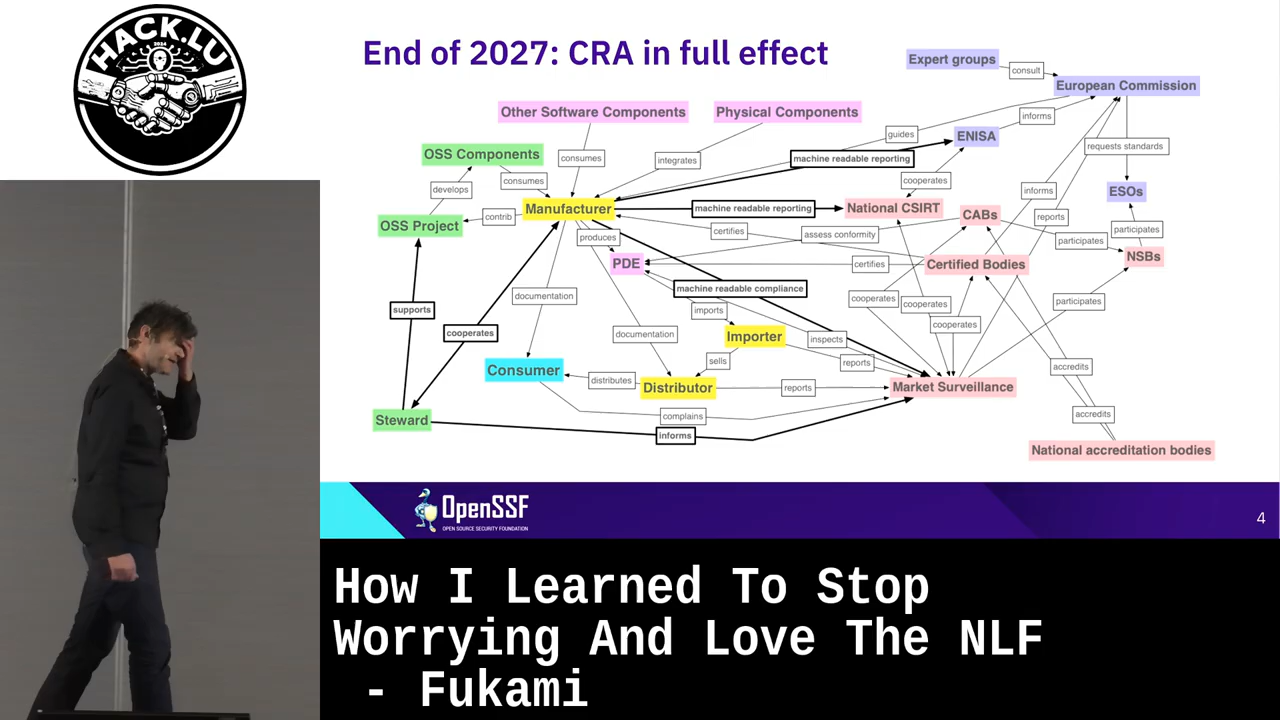 HACK.LU
2024
End of 2027: CRA in full effect
Expert groups
consult
European Commission
Other Software Components
Physical Components
guides
ENISA
informs
requests standards
OSS Components
consumes
integrates
machine readable reporting
develops
consumes
cooperates
informs
ESOs
OSS Project
contrib
Manufacturer
machine readable reporting
National CSIRT
CABs
reports
produces
certifies
assess conformity
participates
participates
PDE
certifies
Certified Bodies
NSBs
documentation
machine readable compliance
cooperates
cooperates
participates
supports
imports
cooperates
cooperates
documentation
Importer
inspects
sells
reports
accredits
Consumer
distributes
Distributor
reports
Market Surveillance
Steward
complains
accredits
informs
National accreditation bodies
OpenSSF
OPEN SOURCE SECURITY FOUNDATION
4
How I Learned To Stop
Worrying And Love The NLF
- Fukami